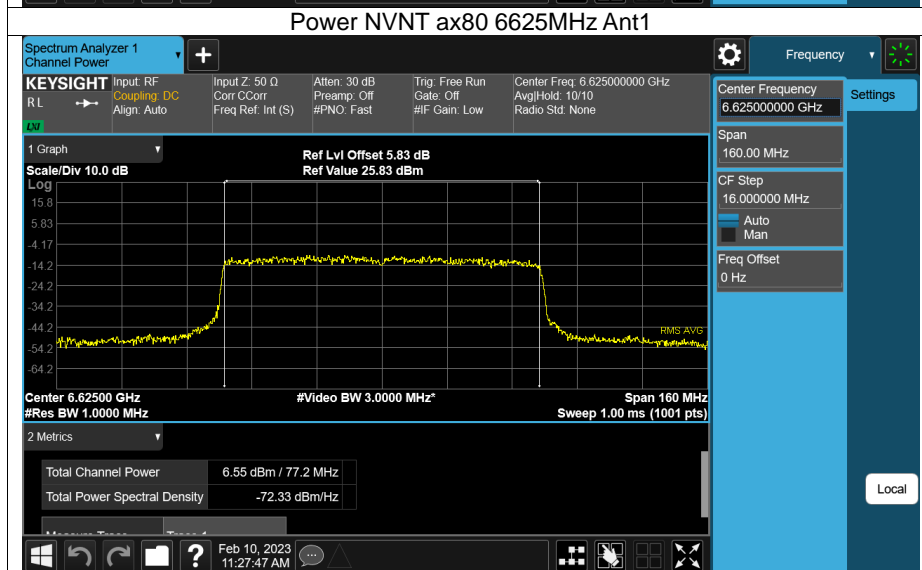 Power NVNT ax80 6625MHz Ant1
Spectrum Analyzer 1
Channel Power
+
Frequency
KEYSIGHT
RL
LXI
Input: RF
Coupling: DC
Align: Auto
Input Z: 50 Ω
Corr CCorr
Freq Ref: Int (S)
Atten: 30 dB
Preamp: Off
#PNO: Fast
Trig: Free Run
Gate: Off
#IF Gain: Low
Center Freq: 6.625000000 GHz
Avg|Hold: 10/10
Radio Std: None
Center Frequency
6.625000000 GHz
Settings
Span
160.00 MHz
CF Step
16.000000 MHz
Auto
Man
Freq Offset
0 Hz
1 Graph
Scale/Div 10.0 dB
Ref Lvl Offset 5.83 dB
Ref Value 25.83 dBm
Log
15.8
5.83
-4.17
-14.2
-24.2
-34.2
-44.2
-54.2
-64.2
RMS AVG
Center 6.62500 GHz
#Video BW 3.0000 MHz*
Span 160 MHz
#Res BW 1.0000 MHz
Sweep 1.00 ms (1001 pts)
2 Metrics
Total Channel Power 6.55 dBm / 77.2 MHz
Total Power Spectral Density -72.33 dBm/Hz
Local
?
Feb 10, 2023
11:27:47 AM